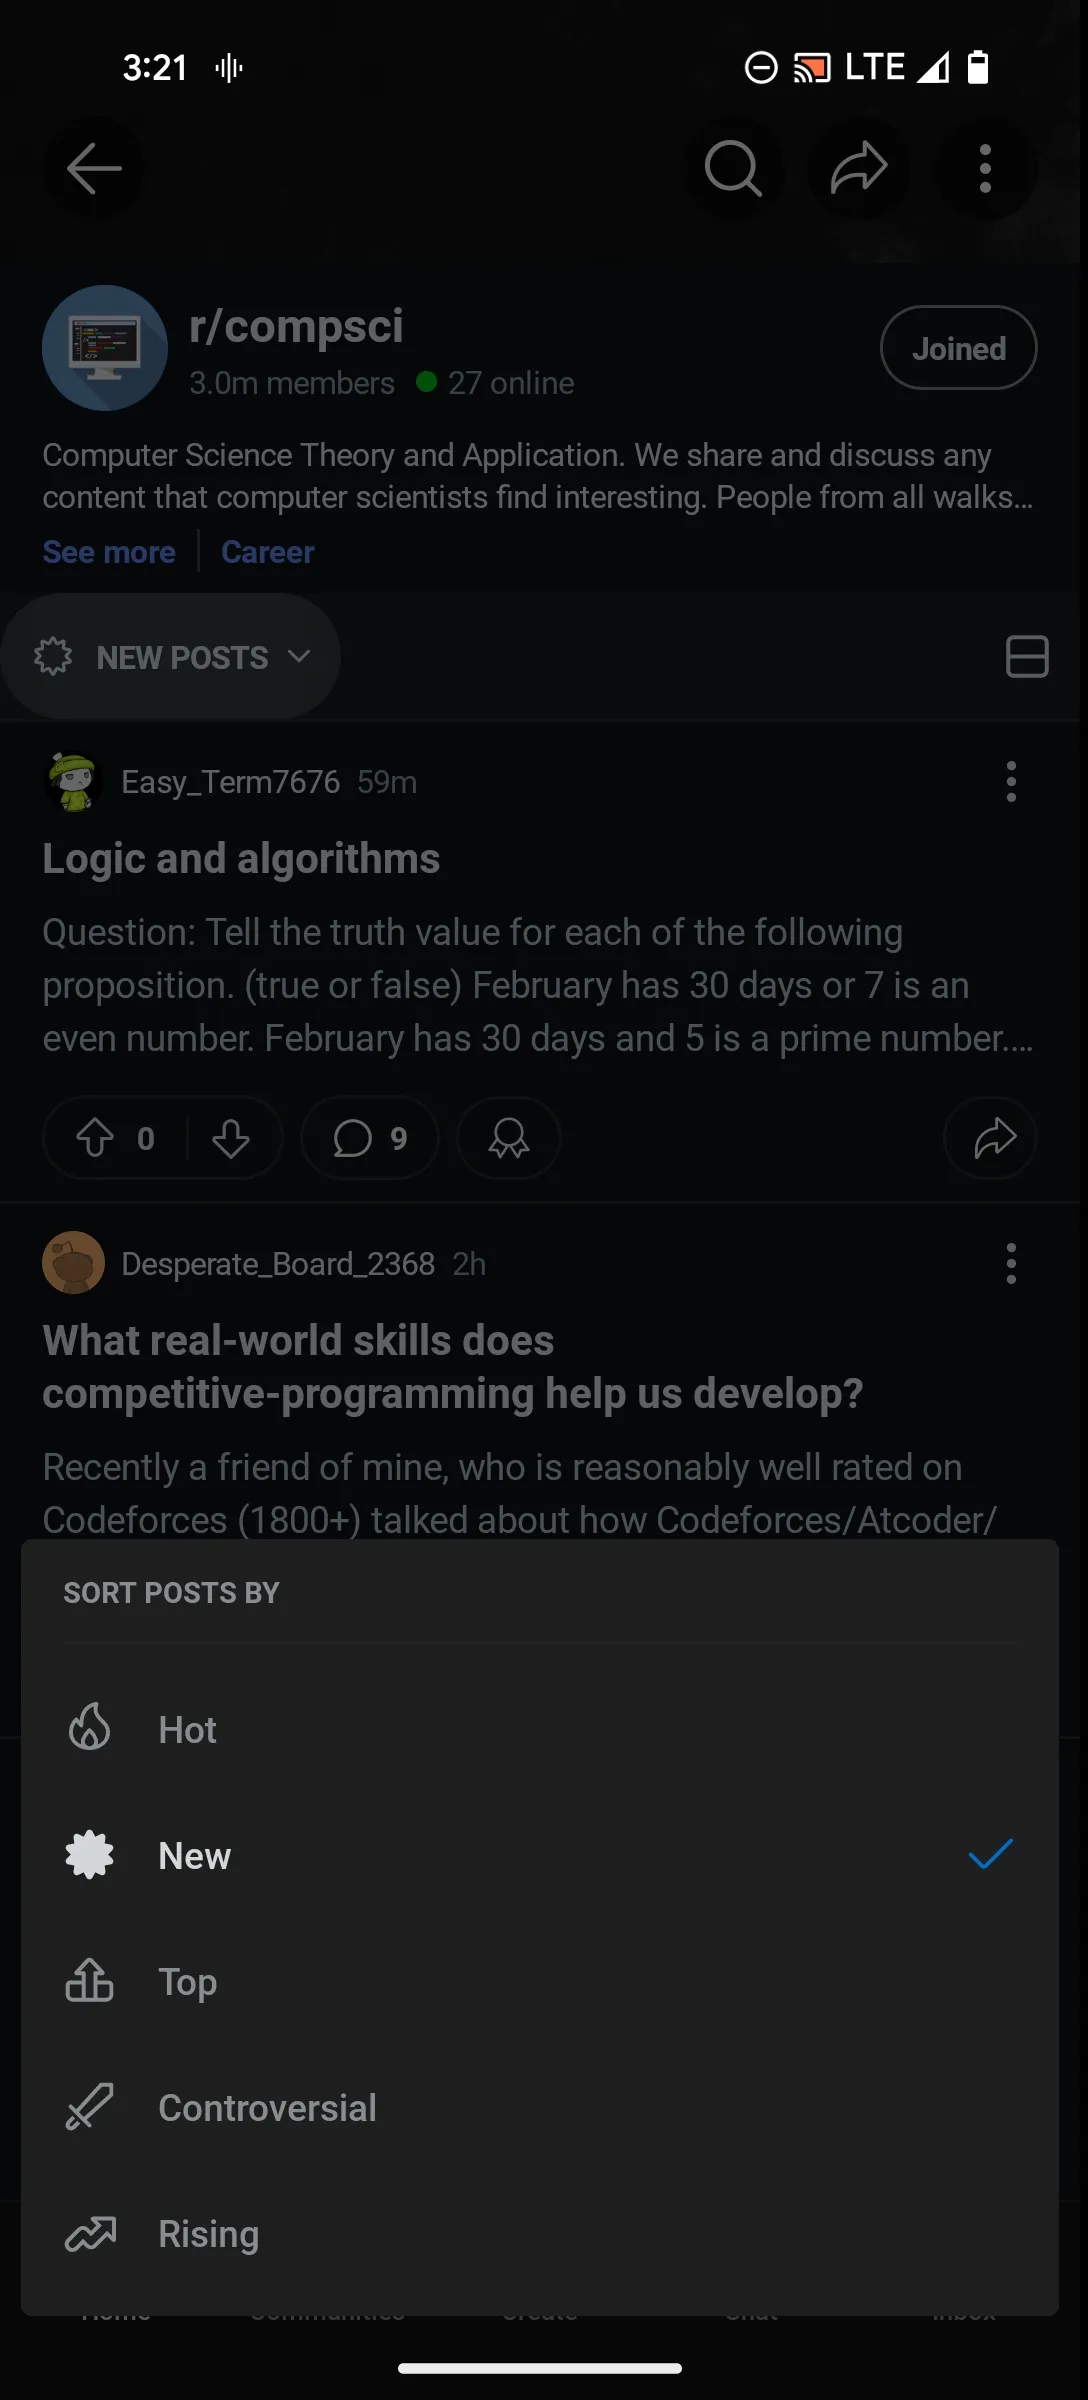 3:21
LTE
r/compsci
3.0m members
27 online
Joined
Computer Science Theory and Application. We share and discuss any
content that computer scientists find interesting. People from all walks...
See more
Career
NEW POSTS
Easy_Term7676 59m
Logic and algorithms
Question: Tell the truth value for each of the following
proposition. (true or false) February has 30 days or 7 is an
even number. February has 30 days and 5 is a prime number....
0
9
Desperate_Board_2368 2h
What real-world skills does
competitive-programming help us develop?
Recently a friend of mine, who is reasonably well rated on
Codeforces (1800+) talked about how Codeforces/Atcoder/
SORT POSTS BY
Hot
New
Top
Controversial
Rising
Home
Communities
Create
Chat
Inbox